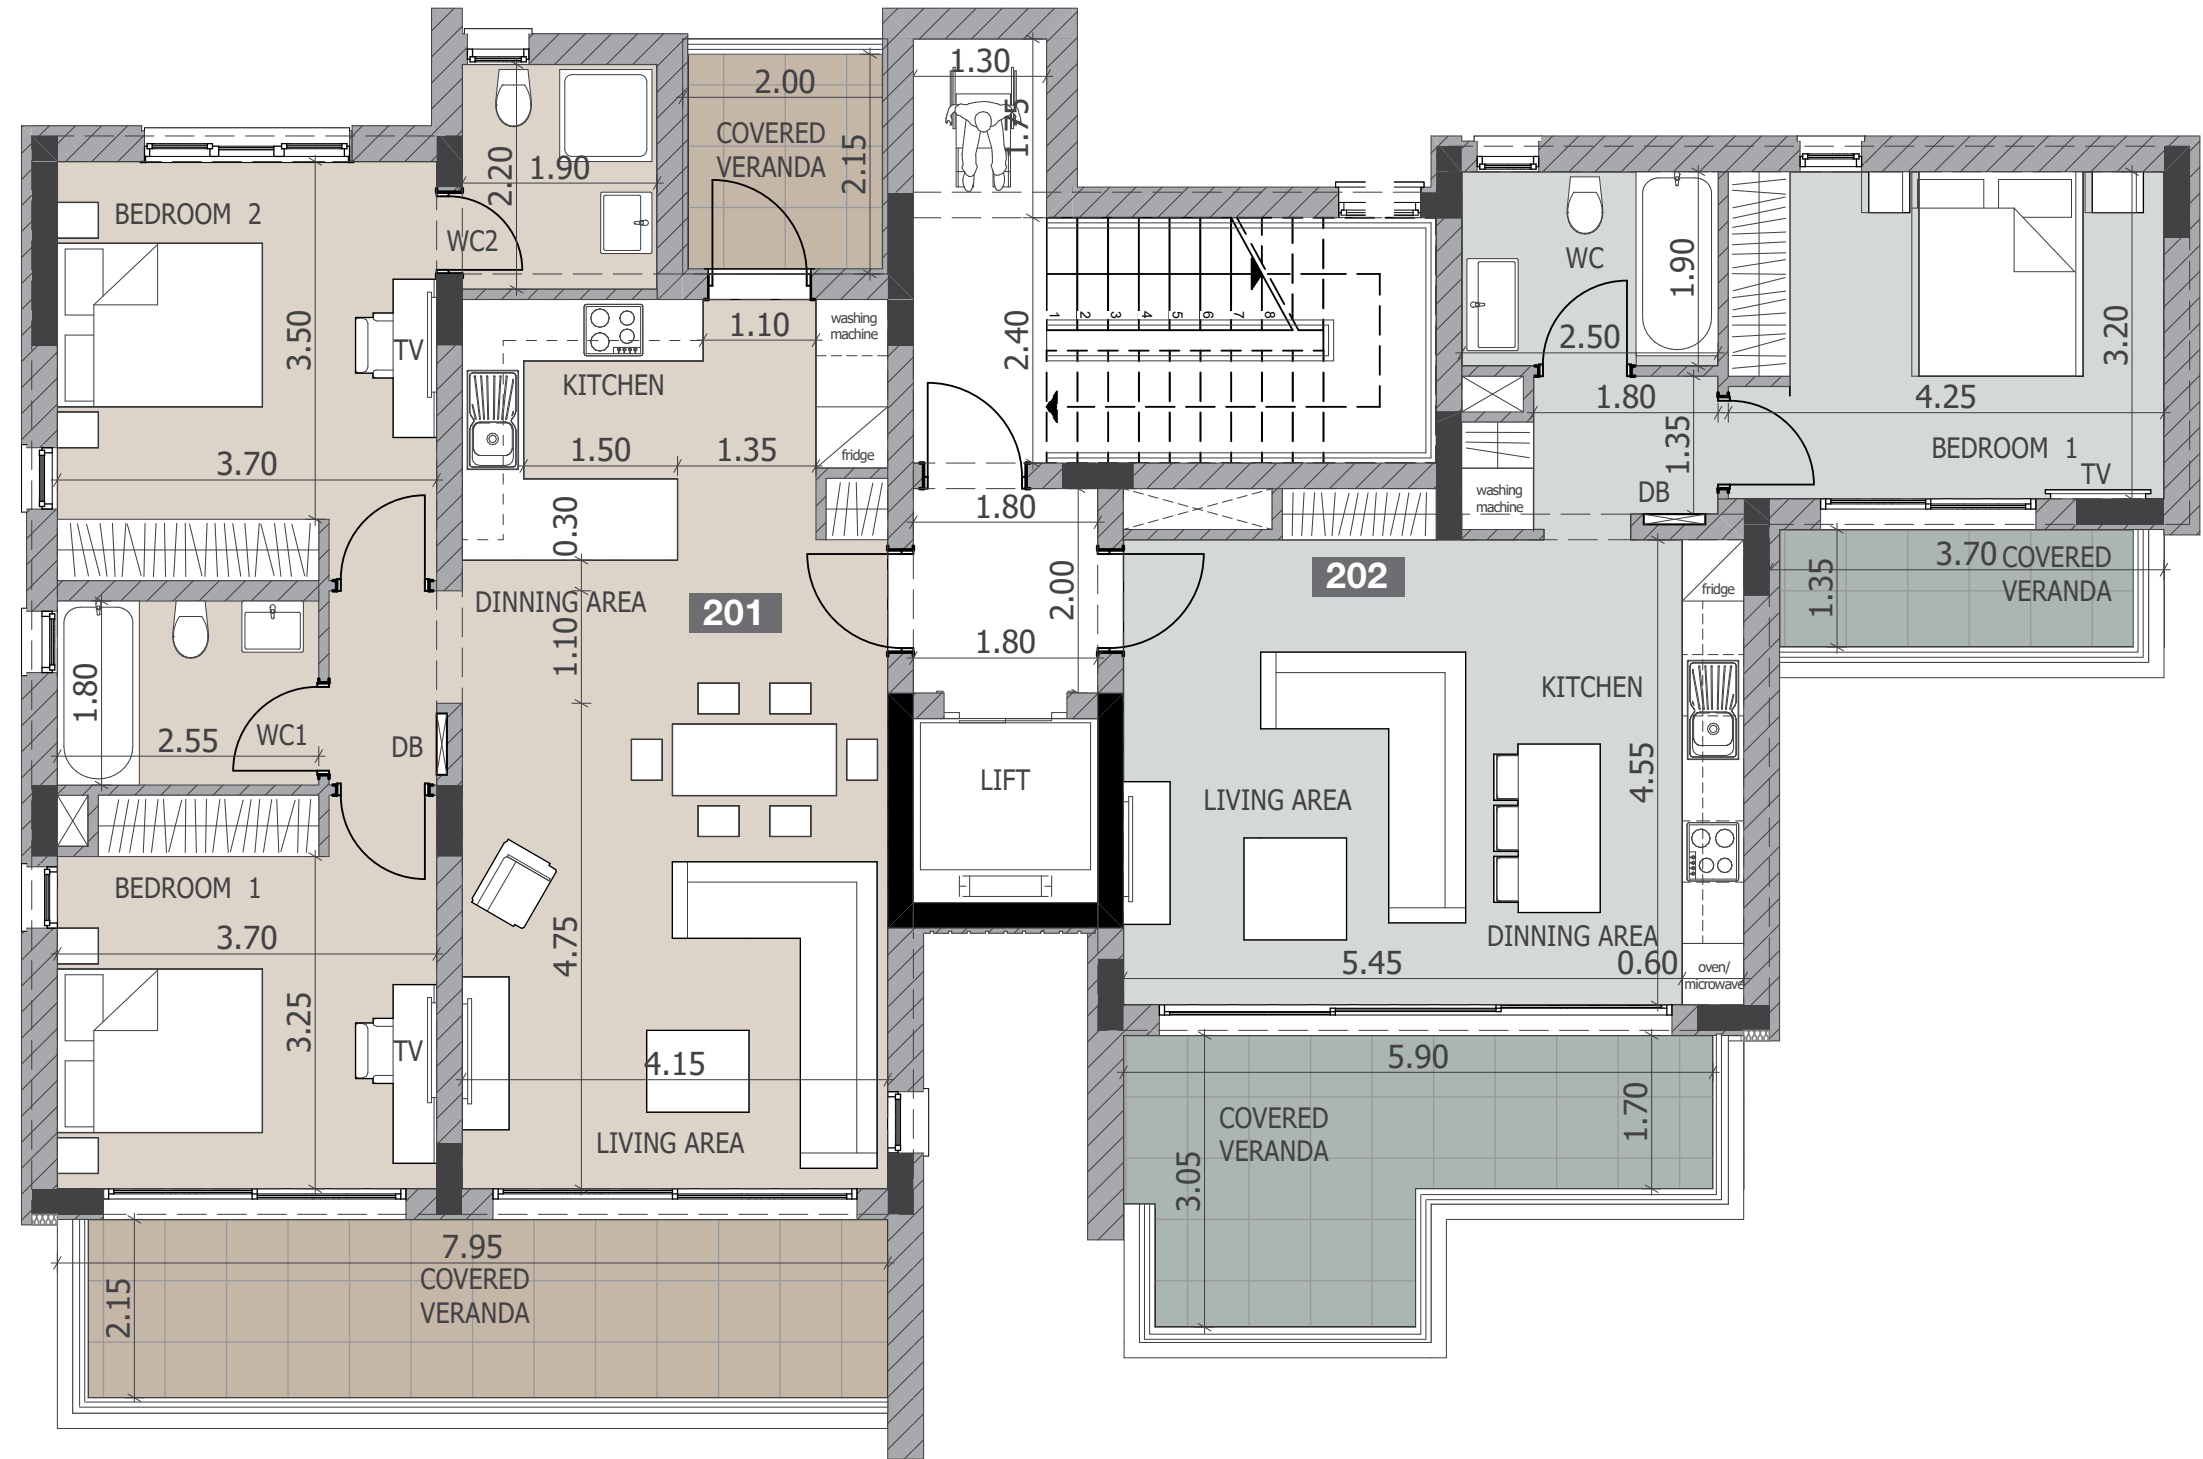 1.30
1.75
2.00
COVERED
VERANDA
2.15
2.20
1.90
WC2
BEDROOM 2
3.50
TV
3.70
1.10
washing
machine
KITCHEN
1.50
1.35
fridge
0.30
2.40
1
2
3
4
5
6
7
8
WC
1.90
2.50
1.80
1.35
4.25
3.20
BEDROOM 1
TV
DB
washing
machine
1.80
2.00
1.80
202
fridge
3.70
COVERED
VERANDA
1.35
DINNING AREA
201
1.10
1.80
2.55
WC1
DB
LIFT
KITCHEN
LIVING AREA
4.55
DINNING AREA
5.45
0.60
oven/
microwave
BEDROOM 1
3.70
3.25
TV
4.75
4.15
LIVING AREA
5.90
COVERED
VERANDA
1.70
3.05
7.95
COVERED
VERANDA
2.15